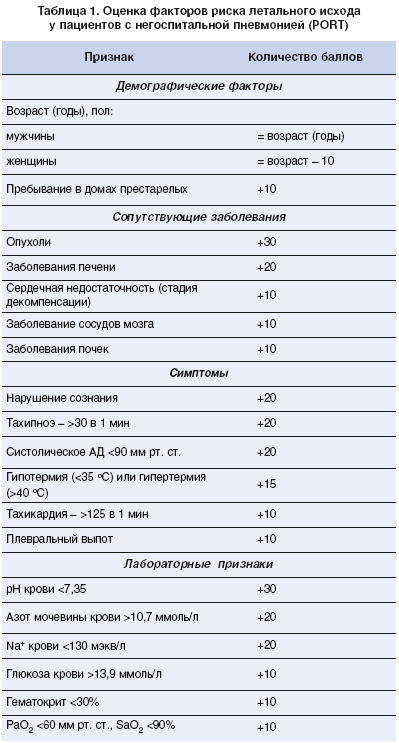 Таблица 1. Оценка факторов риска летального исхода
у пациентов с негоспитальной пневмонией (PORT)
Признак Количество баллов
Демографические факторы
Возраст (годы), пол:
мужчины = возраст (годы)
женщины = возраст – 10
Пребывание в домах престарелых +10
Сопутствующие заболевания
Опухоли +30
Заболевания печени +20
Сердечная недостаточность (стадия
декомпенсации) +10
Заболевание сосудов мозга +10
Заболевания почек +10
Симптомы
Нарушение сознания +20
Тахипноэ – >30 в 1 мин +20
Систолическое АД <90 мм рт. ст. +20
Гипотермия (<35 ºС) или гипертермия
(>40 ºС) +15
Тахикардия – >125 в 1 мин +10
Плевральный выпот +10
Лабораторные признаки
pH крови <7,35 +30
Азот мочевины крови >10,7 ммоль/л +20
Na⁺ крови <130 мэкв/л +20
Глюкоза крови >13,9 ммоль/л +10
Гематокрит <30% +10
PaO₂ <60 мм рт. ст., SaO₂ <90% +10